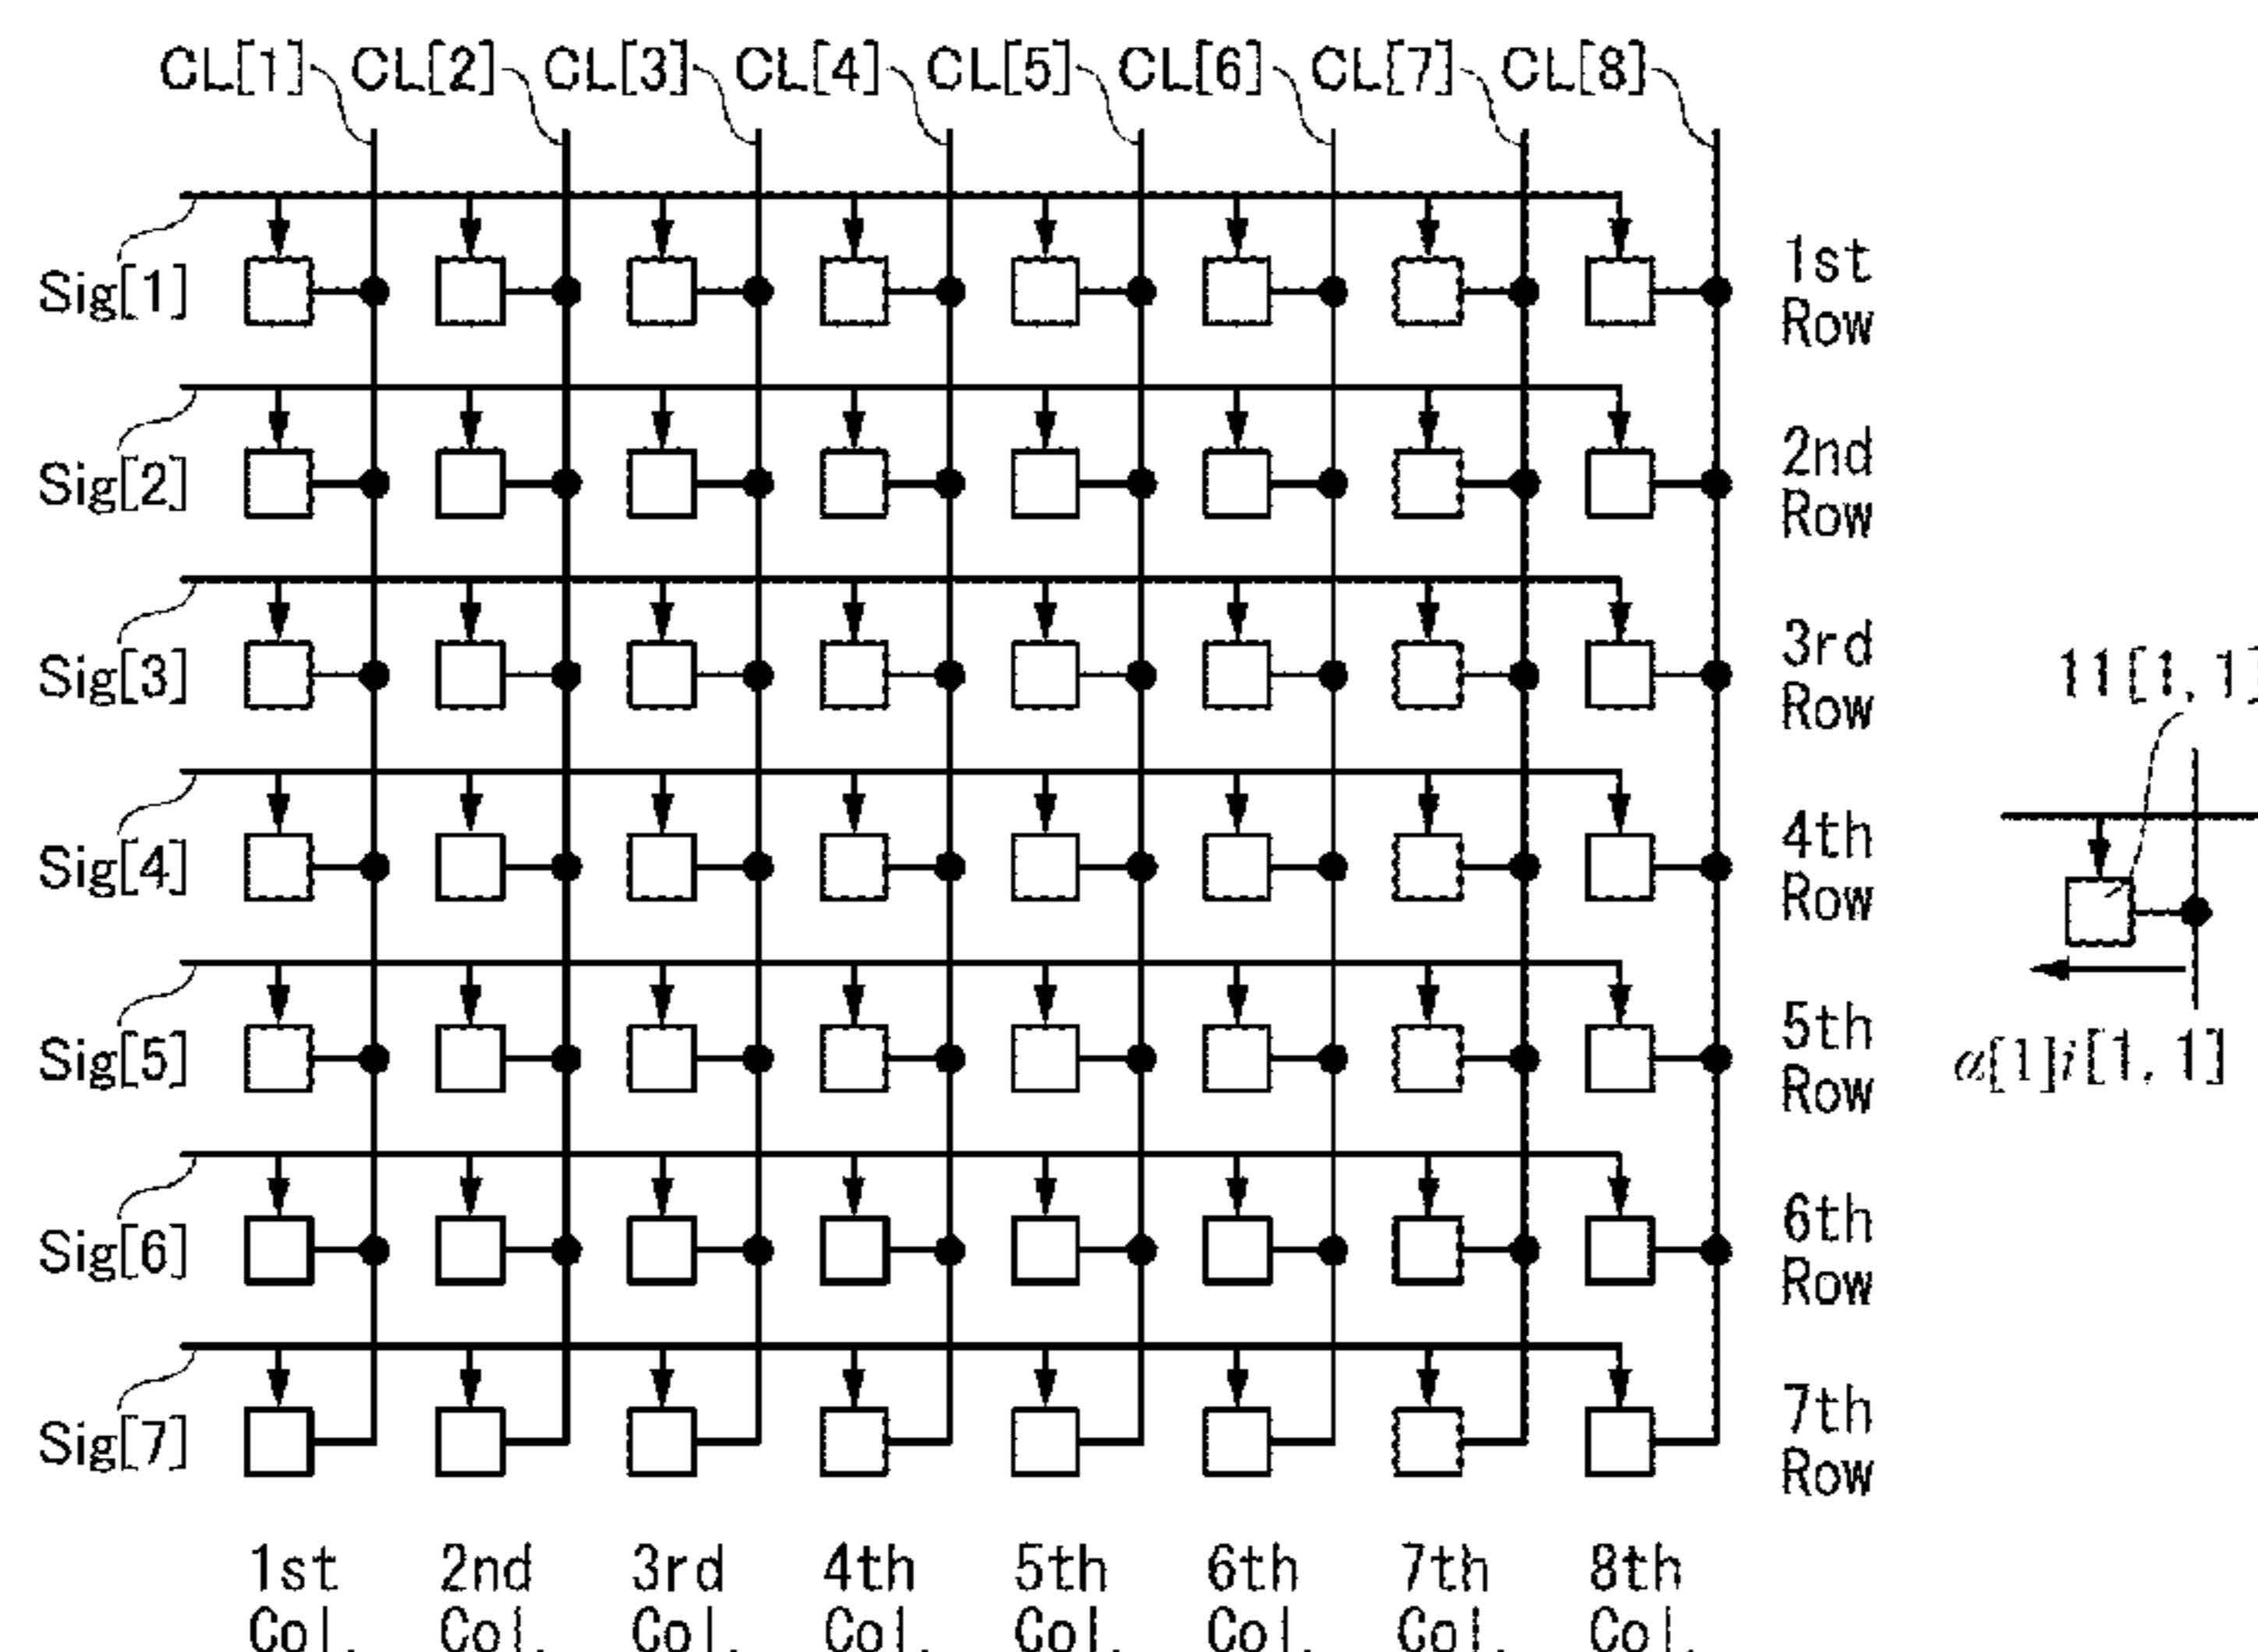 CL[1] CL[2] CL[3] CL[4] CL[5] CL[6] CL[7] CL[8]
Sig[1]
1st
Row
Sig[2]
2nd
Row
Sig[3]
3rd
Row
11[1, 1]
Sig[4]
4th
Row
Sig[5]
5th
Row
a[1]i[1, 1]
Sig[6]
6th
Row
Sig[7]
7th
Row
1st 2nd 3rd 4th 5th 6th 7th 8th
Col. Col. Col. Col. Col. Col. Col. Col.